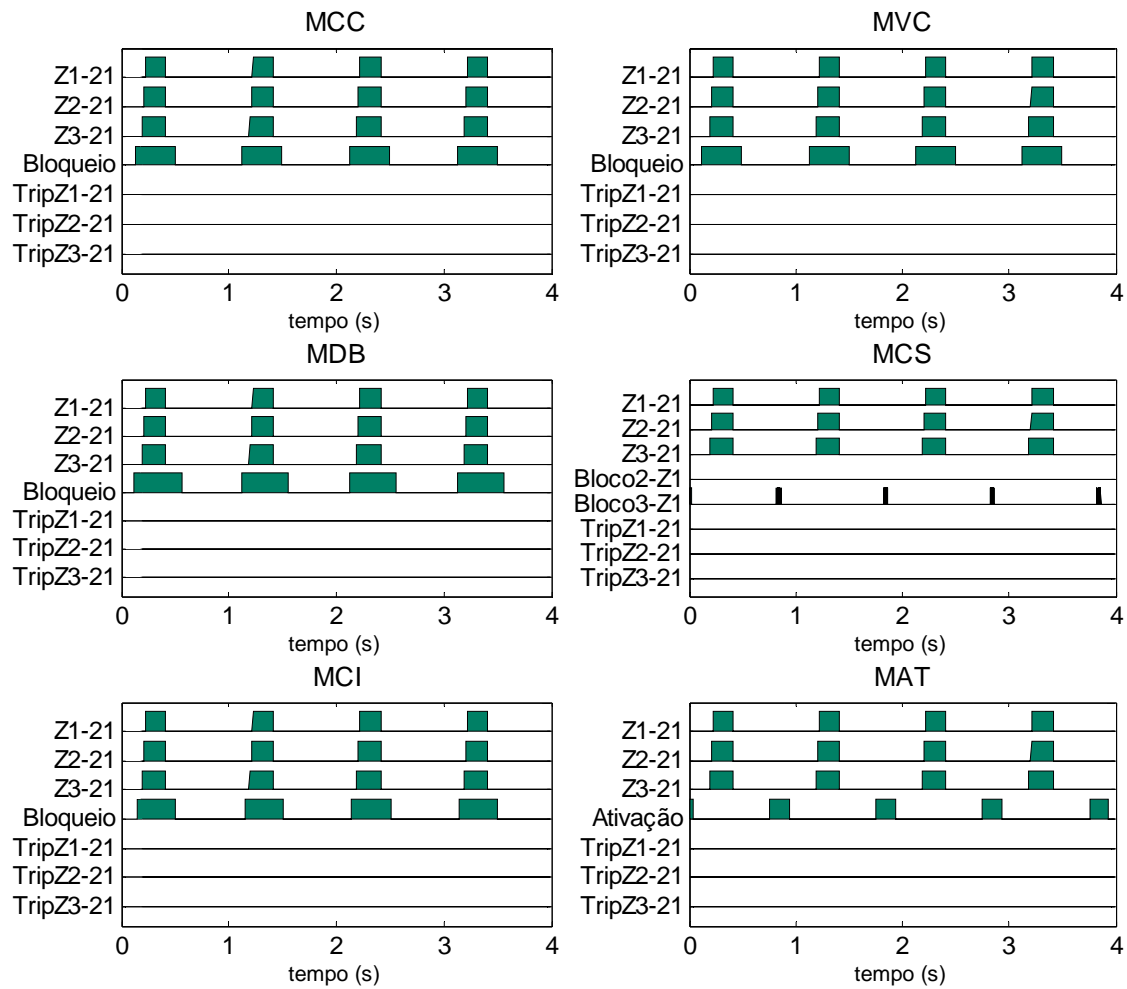 MCC
Z1-21
Z2-21
Z3-21
Bloqueio
TripZ1-21
TripZ2-21
TripZ3-21
0 1 2 3 4
tempo (s)
MVC
Z1-21
Z2-21
Z3-21
Bloqueio
TripZ1-21
TripZ2-21
TripZ3-21
0 1 2 3 4
tempo (s)
MDB
Z1-21
Z2-21
Z3-21
Bloqueio
TripZ1-21
TripZ2-21
TripZ3-21
0 1 2 3 4
tempo (s)
MCS
Z1-21
Z2-21
Z3-21
Bloco2-Z1
Bloco3-Z1
TripZ1-21
TripZ2-21
TripZ3-21
0 1 2 3 4
tempo (s)
MCI
Z1-21
Z2-21
Z3-21
Bloqueio
TripZ1-21
TripZ2-21
TripZ3-21
0 1 2 3 4
tempo (s)
MAT
Z1-21
Z2-21
Z3-21
Ativação
TripZ1-21
TripZ2-21
TripZ3-21
0 1 2 3 4
tempo (s)